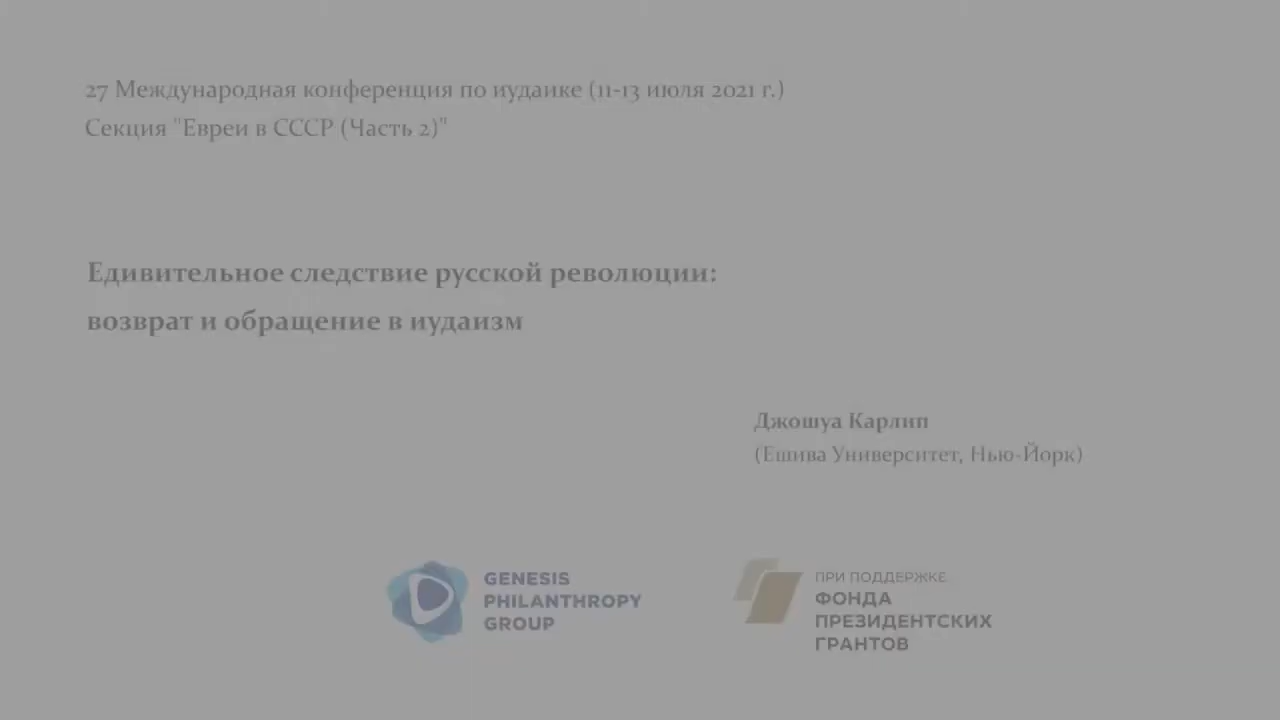 27 Международная конференция по иудаике (11-13 июля 2021 г.)
Секция "Евреи в СССР (Часть 2)"
Едивительное следствие русской революции:
возврат и обращение в иудаизм
Джошуа Карлип
(Ешива Университет, Нью-Йорк)
GENESIS
PHILANTHROPY
GROUP
ПРИ ПОДДЕРЖКЕ
ФОНДА
ПРЕЗИДЕНТСКИХ
ГРАНТОВ